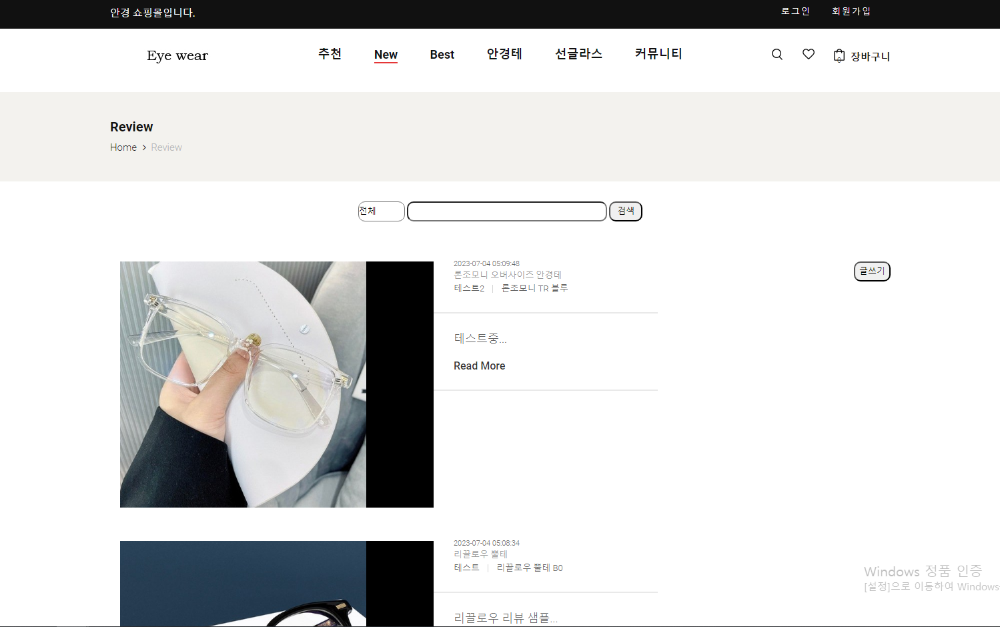 안경 쇼핑몰입니다.
로그인 회원가입
Eye wear 추천 New Best 안경테 선글라스 커뮤니티 0 장바구니
Review
Home > Review
전체 검색
글쓰기
2023-07-04 05:09:48
론조모니 오버사이즈 안경테
테스트2 | 론조모니 TR 블루
테스트중...
Read More
2023-07-04 05:08:34
리끌로우 뿔테
테스트 | 리끌로우 뿔테 B0
리끌로우 리뷰 샘플...
Windows 정품 인증
[설정]으로 이동하여 Windows